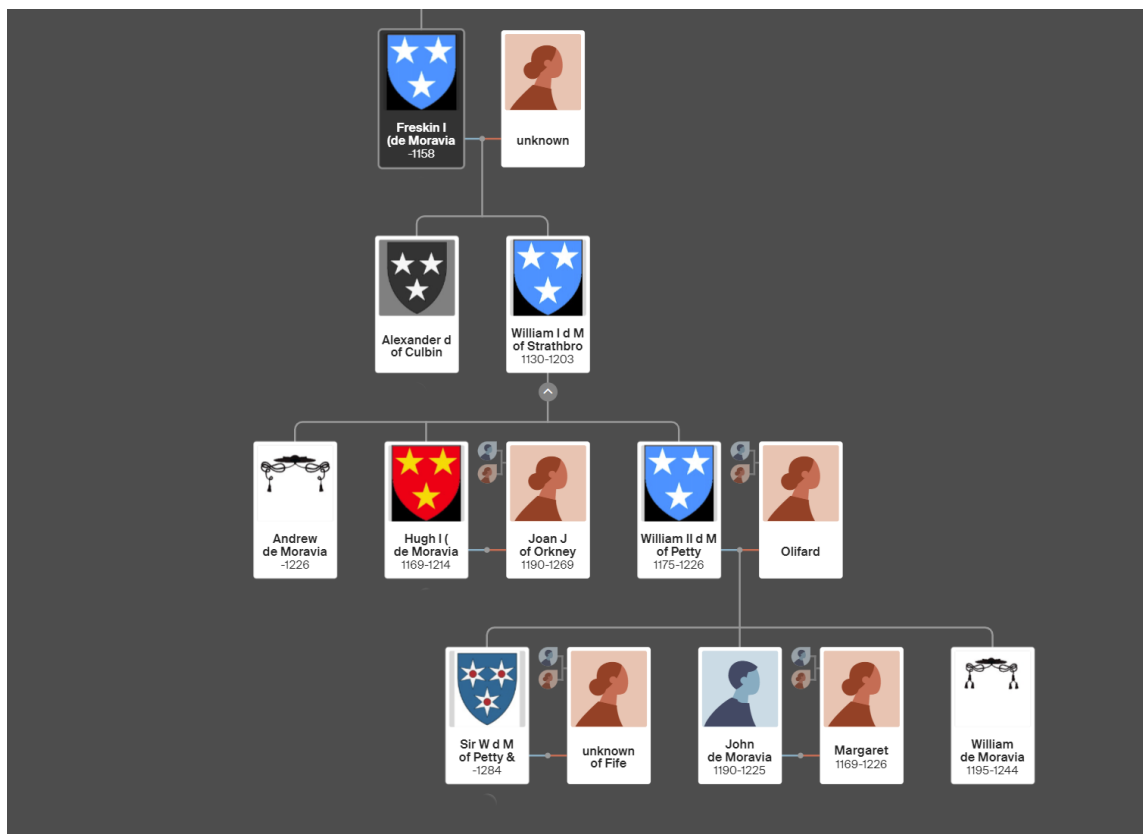 Freskin I
(de Moravia
-1158
unknown
Alexander d
of Culbin
William I d M
of Strathbro
1130-1203
Andrew
de Moravia
-1226
Hugh I (
de Moravia
1169-1214
Joan J
of Orkney
1190-1269
William II d M
of Petty
1175-1226
Olifard
Sir W d M
of Petty &
-1284
unknown
of Fife
John
de Moravia
1190-1225
Margaret
1169-1226
William
de Moravia
1195-1244